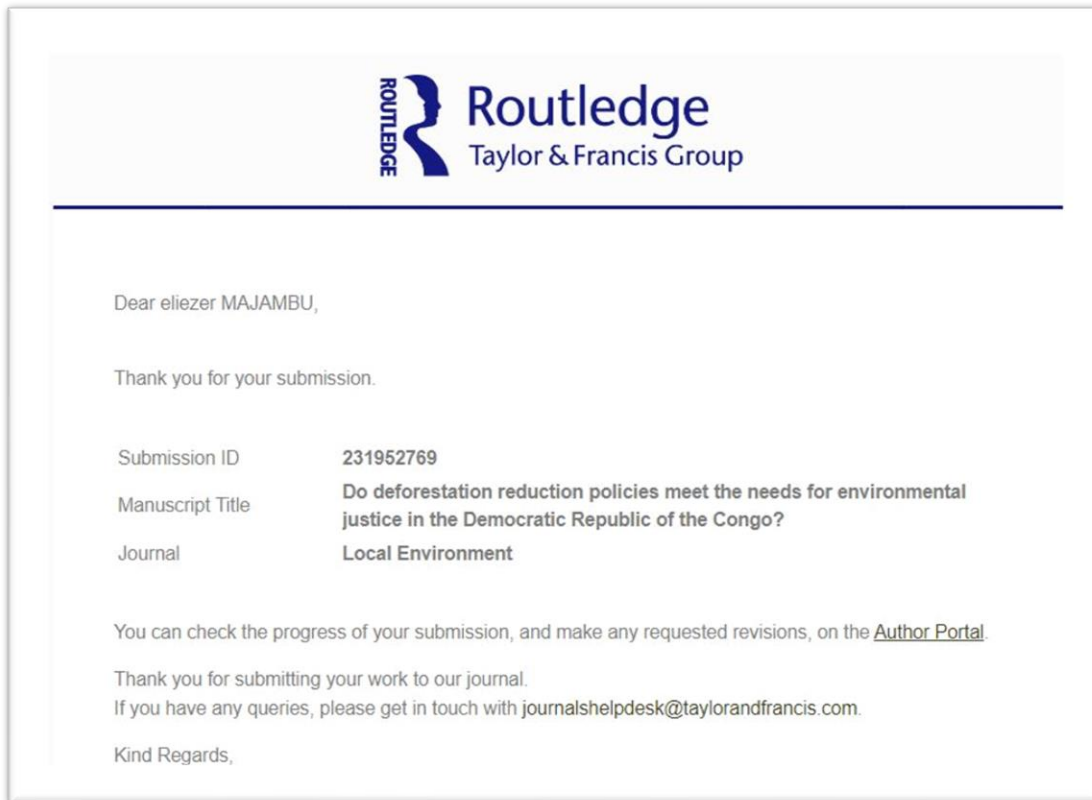 ROUTLEDGE
Routledge
Taylor & Francis Group
Dear eliezer MAJAMBU,
Thank you for your submission.
Submission ID 231952769
Manuscript Title Do deforestation reduction policies meet the needs for environmental
justice in the Democratic Republic of the Congo?
Journal Local Environment
You can check the progress of your submission, and make any requested revisions, on the Author Portal.
Thank you for submitting your work to our journal.
If you have any queries, please get in touch with journalshelpdesk@taylorandfrancis.com.
Kind Regards,